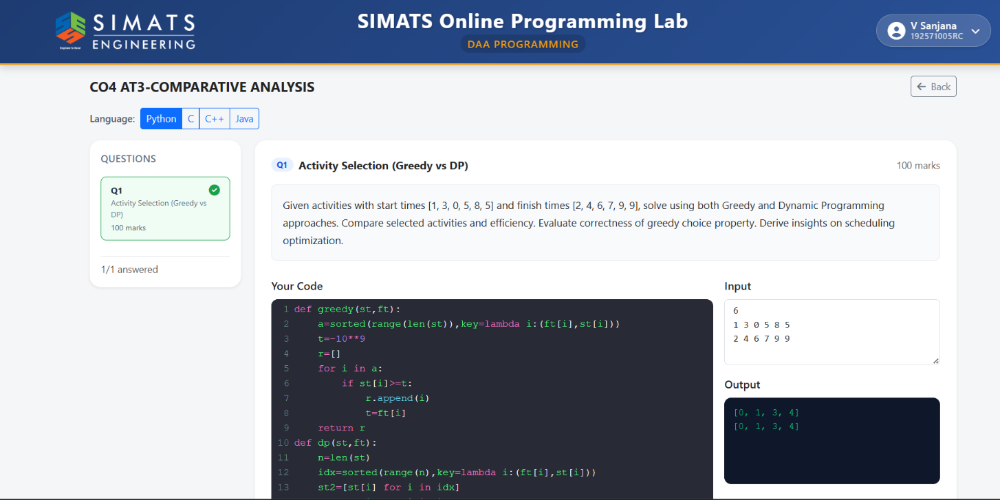 SIMATS
ENGINEERING
Engineer to Excel
SIMATS Online Programming Lab
DAA PROGRAMMING
V Sanjana
192571005RC
CO4 AT3-COMPARATIVE ANALYSIS
← Back
Language: Python C C++ Java
QUESTIONS
Q1
Activity Selection (Greedy vs
DP)
100 marks
1/1 answered
Q1 Activity Selection (Greedy vs DP)
100 marks
Given activities with start times [1, 3, 0, 5, 8, 5] and finish times [2, 4, 6, 7, 9, 9], solve using both Greedy and Dynamic Programming
approaches. Compare selected activities and efficiency. Evaluate correctness of greedy choice property. Derive insights on scheduling
optimization.
Your Code
1 def greedy(st,ft):
2     a=sorted(range(len(st)),key=lambda i:(ft[i],st[i]))
3     t=-10**9
4     r=[]
5     for i in a:
6         if st[i]>=t:
7             r.append(i)
8             t=ft[i]
9     return r
10 def dp(st,ft):
11     n=len(st)
12     idx=sorted(range(n),key=lambda i:(ft[i],st[i]))
13     st2=[st[i] for i in idx]
Input
6
1 3 0 5 8 5
2 4 6 7 9 9
Output
[0, 1, 3, 4]
[0, 1, 3, 4]